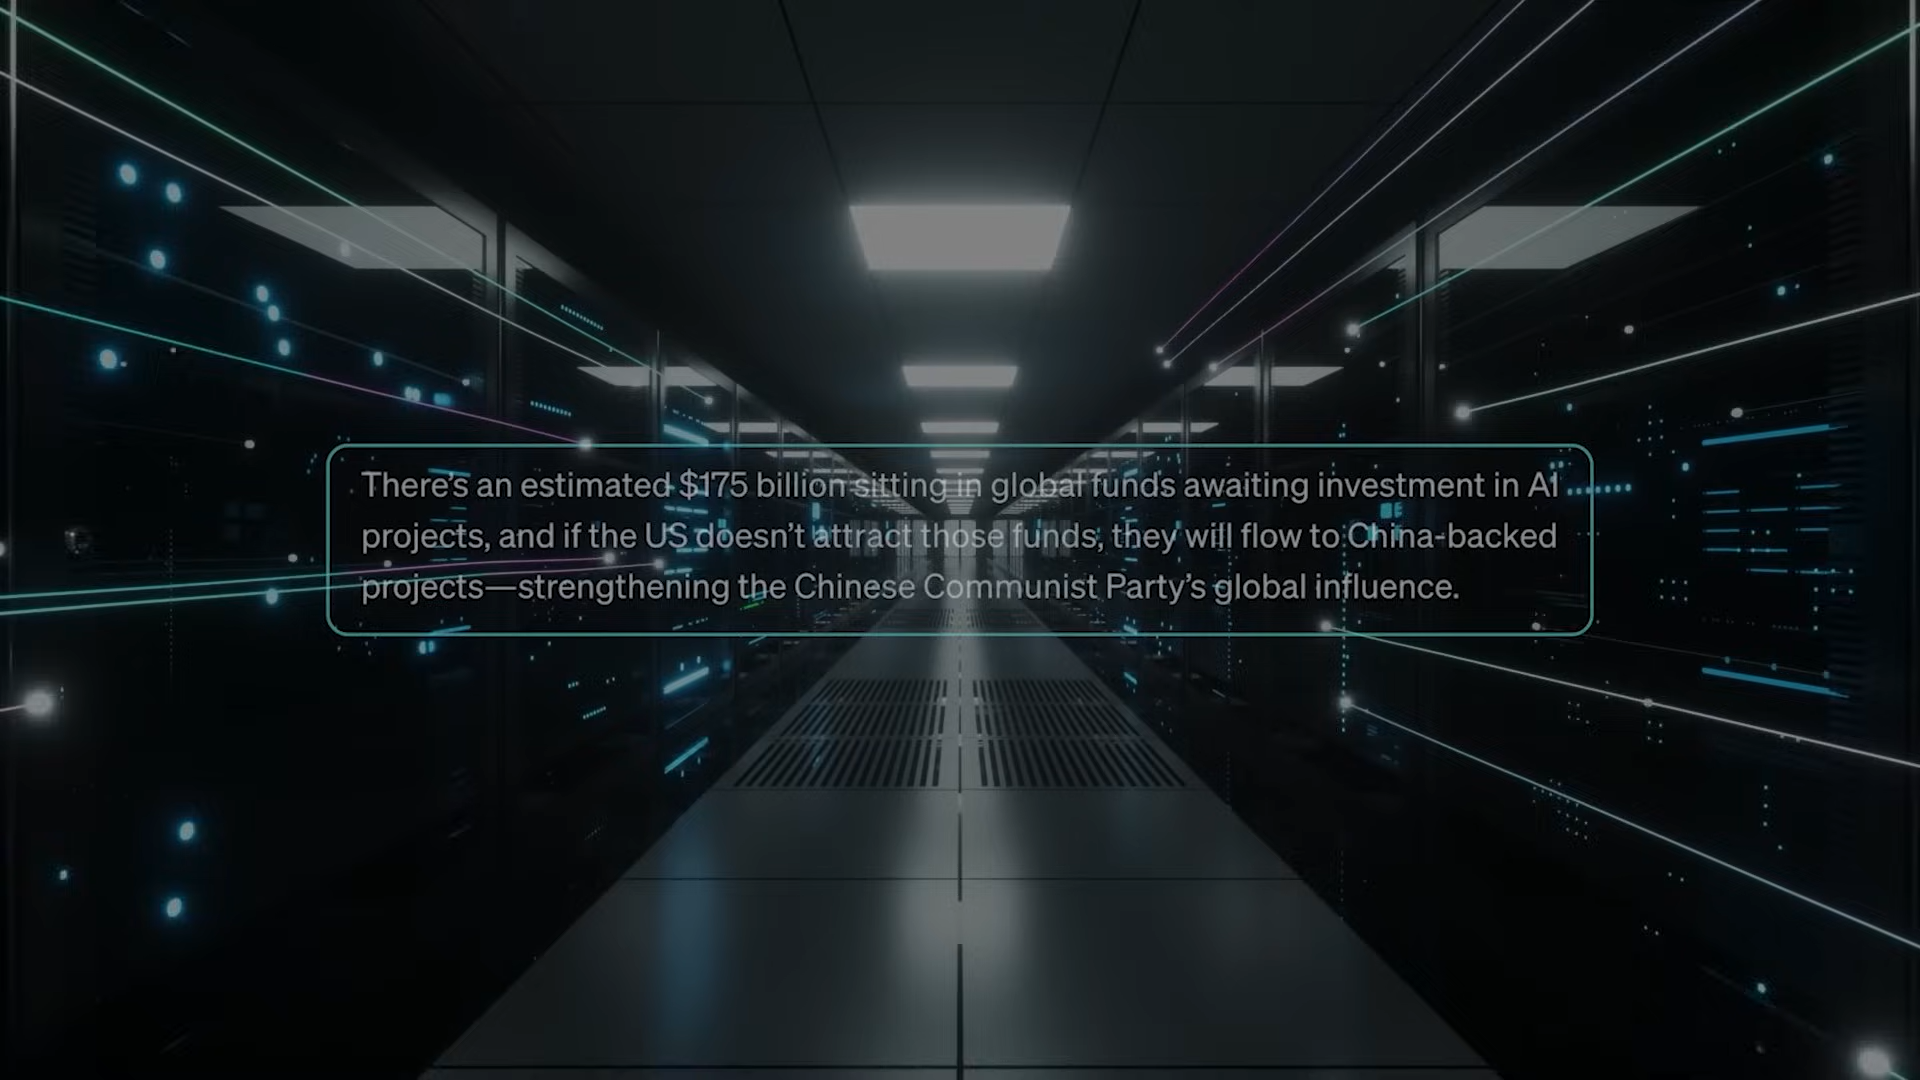 There's an estimated $175 billion sitting in global funds awaiting investment in AI
projects, and if the US doesn't attract those funds, they will flow to China-backed
projects—strengthening the Chinese Communist Party's global influence.